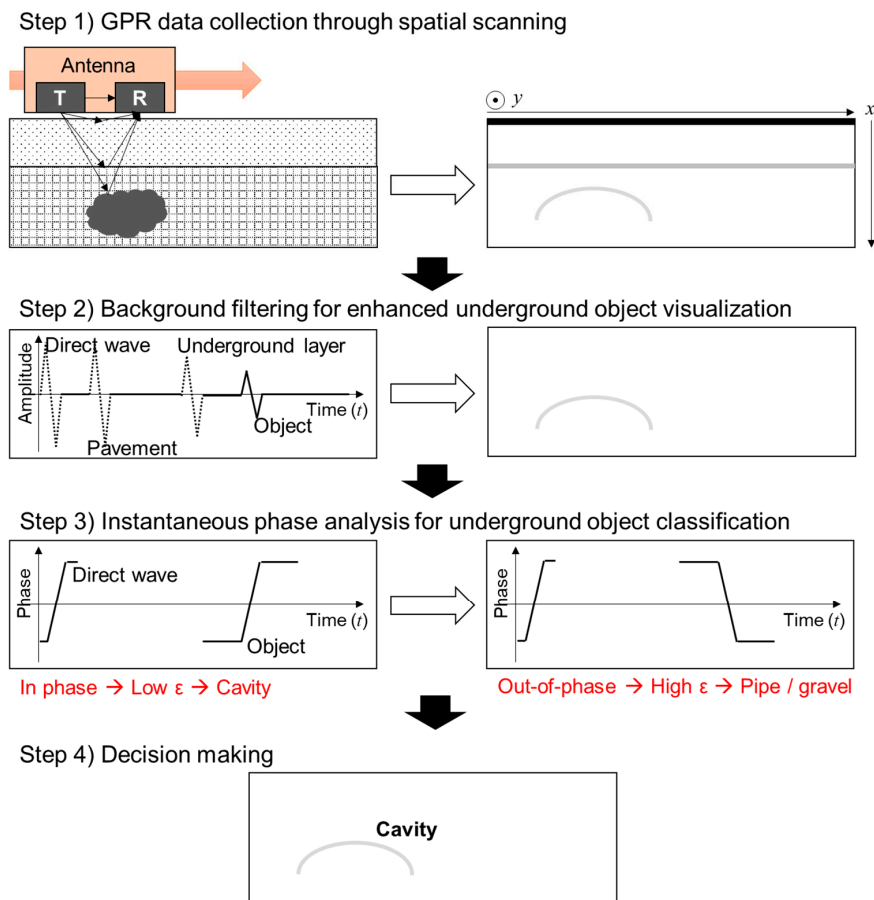 Step 1) GPR data collection through spatial scanning
Antenna
T
R
y
x
Step 2) Background filtering for enhanced underground object visualization
Amplitude
Direct wave
Underground layer
Time (t)
Object
Pavement
Step 3) Instantaneous phase analysis for underground object classification
Phase
Direct wave
Time (t)
Object
Phase
Time (t)
In phase → Low ε → Cavity
Out-of-phase → High ε → Pipe / gravel
Step 4) Decision making
Cavity